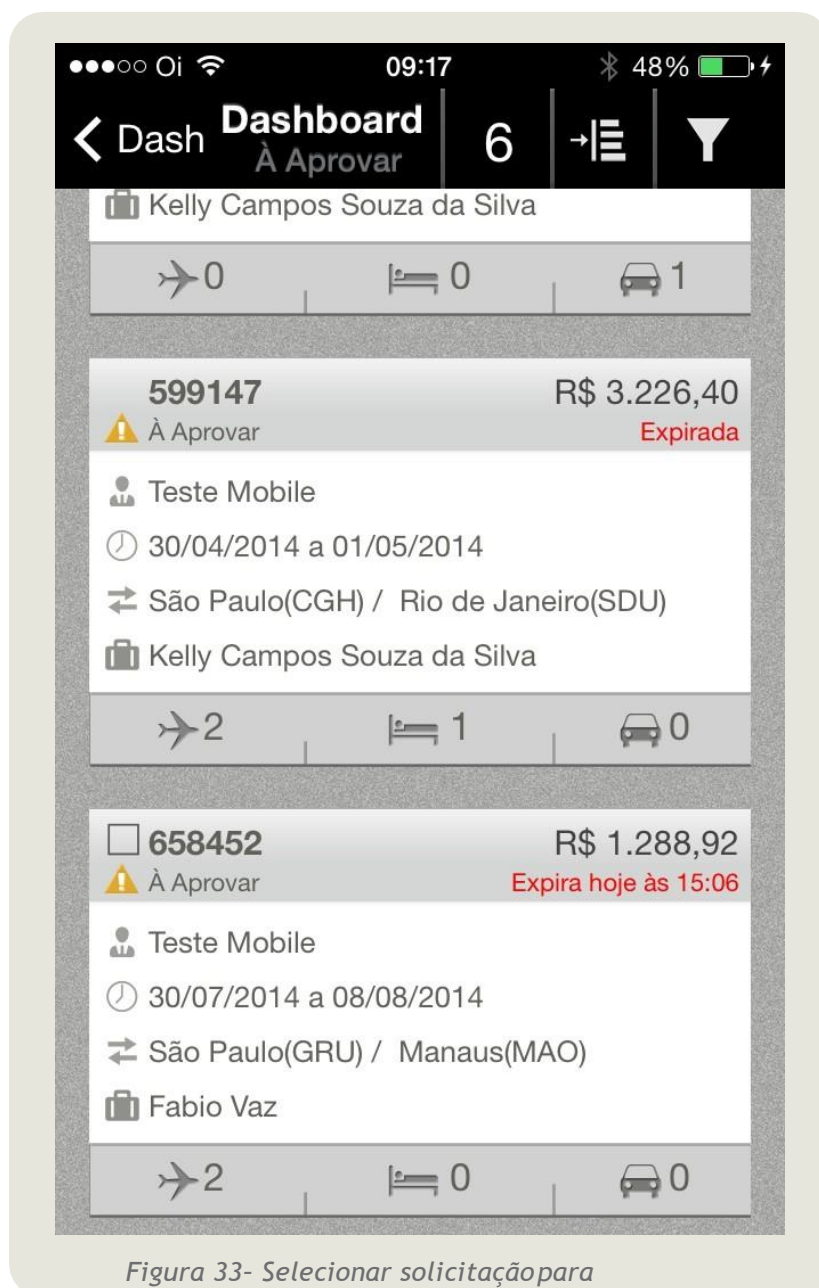 Oi 09:17 48%
Dash Dashboard 6
À Aprovar
Kelly Campos Souza da Silva
0 0 1
599147 R$ 3.226,40
À Aprovar Expirada
Teste Mobile
30/04/2014 a 01/05/2014
São Paulo(CGH) / Rio de Janeiro(SDU)
Kelly Campos Souza da Silva
2 1 0
658452 R$ 1.288,92
À Aprovar Expira hoje às 15:06
Teste Mobile
30/07/2014 a 08/08/2014
São Paulo(GRU) / Manaus(MAO)
Fabio Vaz
2 0 0
Figura 33- Selecionar solicitaçãopara